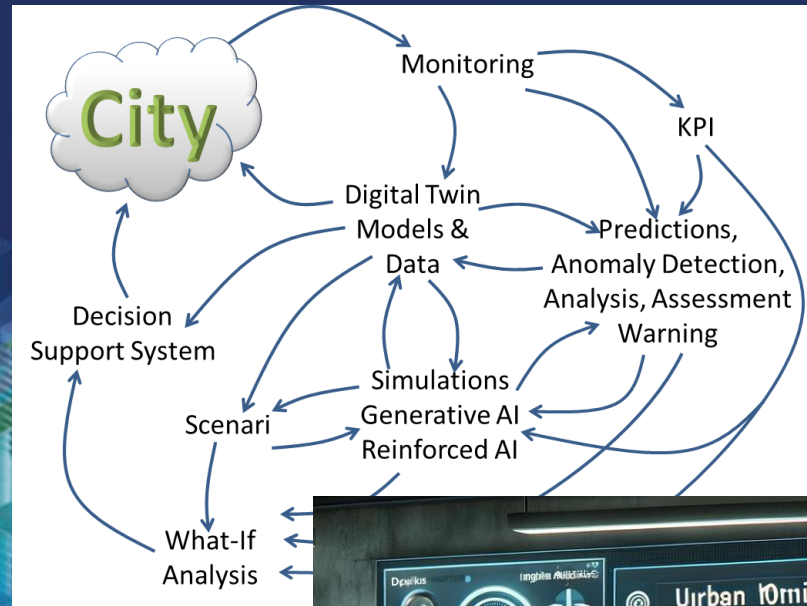 City
Monitoring
KPI
Digital Twin
Models &
Data
Predictions,
Anomaly Detection,
Analysis, Assessment
Warning
Decision
Support System
Simulations
Generative AI
Reinforced AI
Scenari
What-If
Analysis